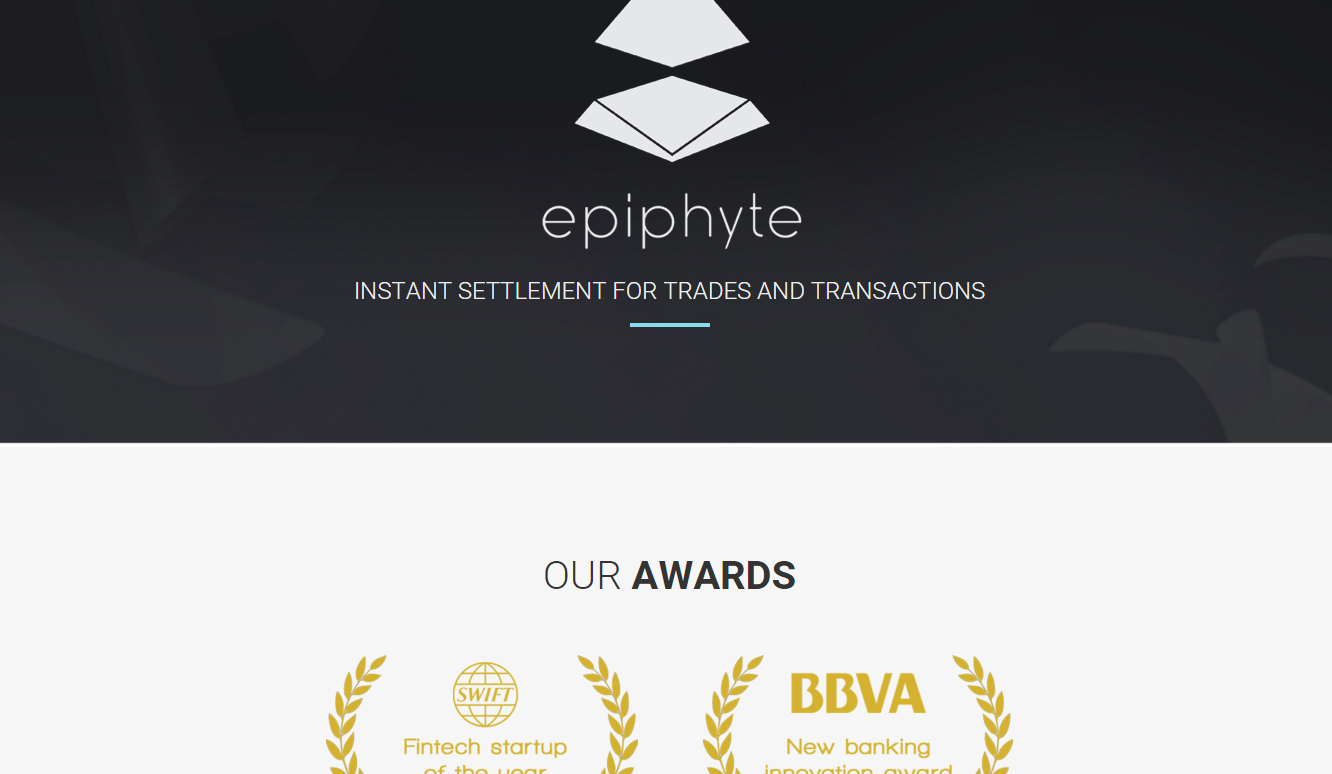 epiphyte
INSTANT SETTLEMENT FOR TRADES AND TRANSACTIONS
OUR AWARDS
SWIFT
Fintech startup
of the year
BBVA
New banking
innovation award